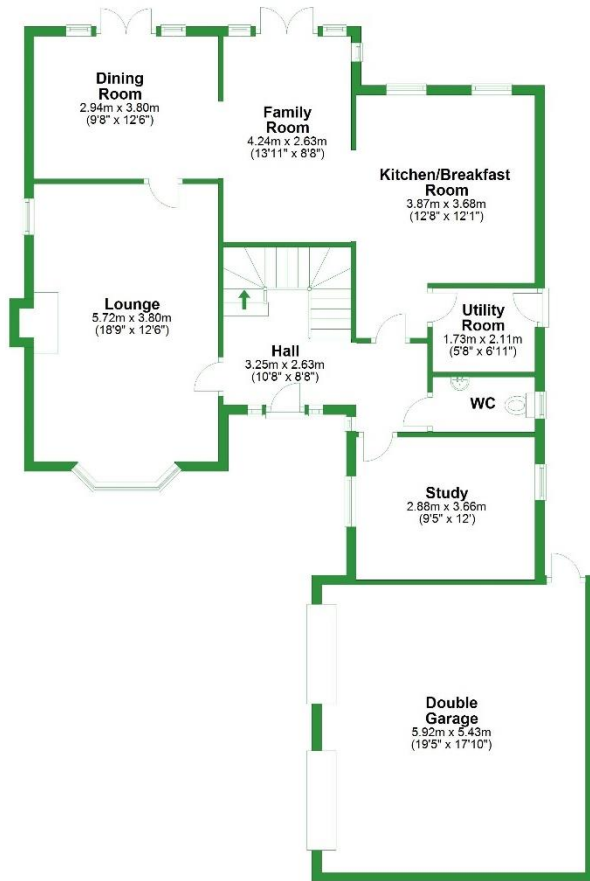 Dining
Room
2.94m x 3.80m
(9'8" x 12'6")
Family
Room
4.24m x 2.63m
(13'11" x 8'8")
Kitchen/Breakfast
Room
3.87m x 3.68m
(12'8" x 12'1")
Lounge
5.72m x 3.80m
(18'9" x 12'6")
Utility
Room
1.73m x 2.11m
(5'8" x 6'11")
Hall
3.25m x 2.63m
(10'8" x 8'8")
WC
Study
2.88m x 3.66m
(9'5" x 12')
Double
Garage
5.92m x 5.43m
(19'5" x 17'10")